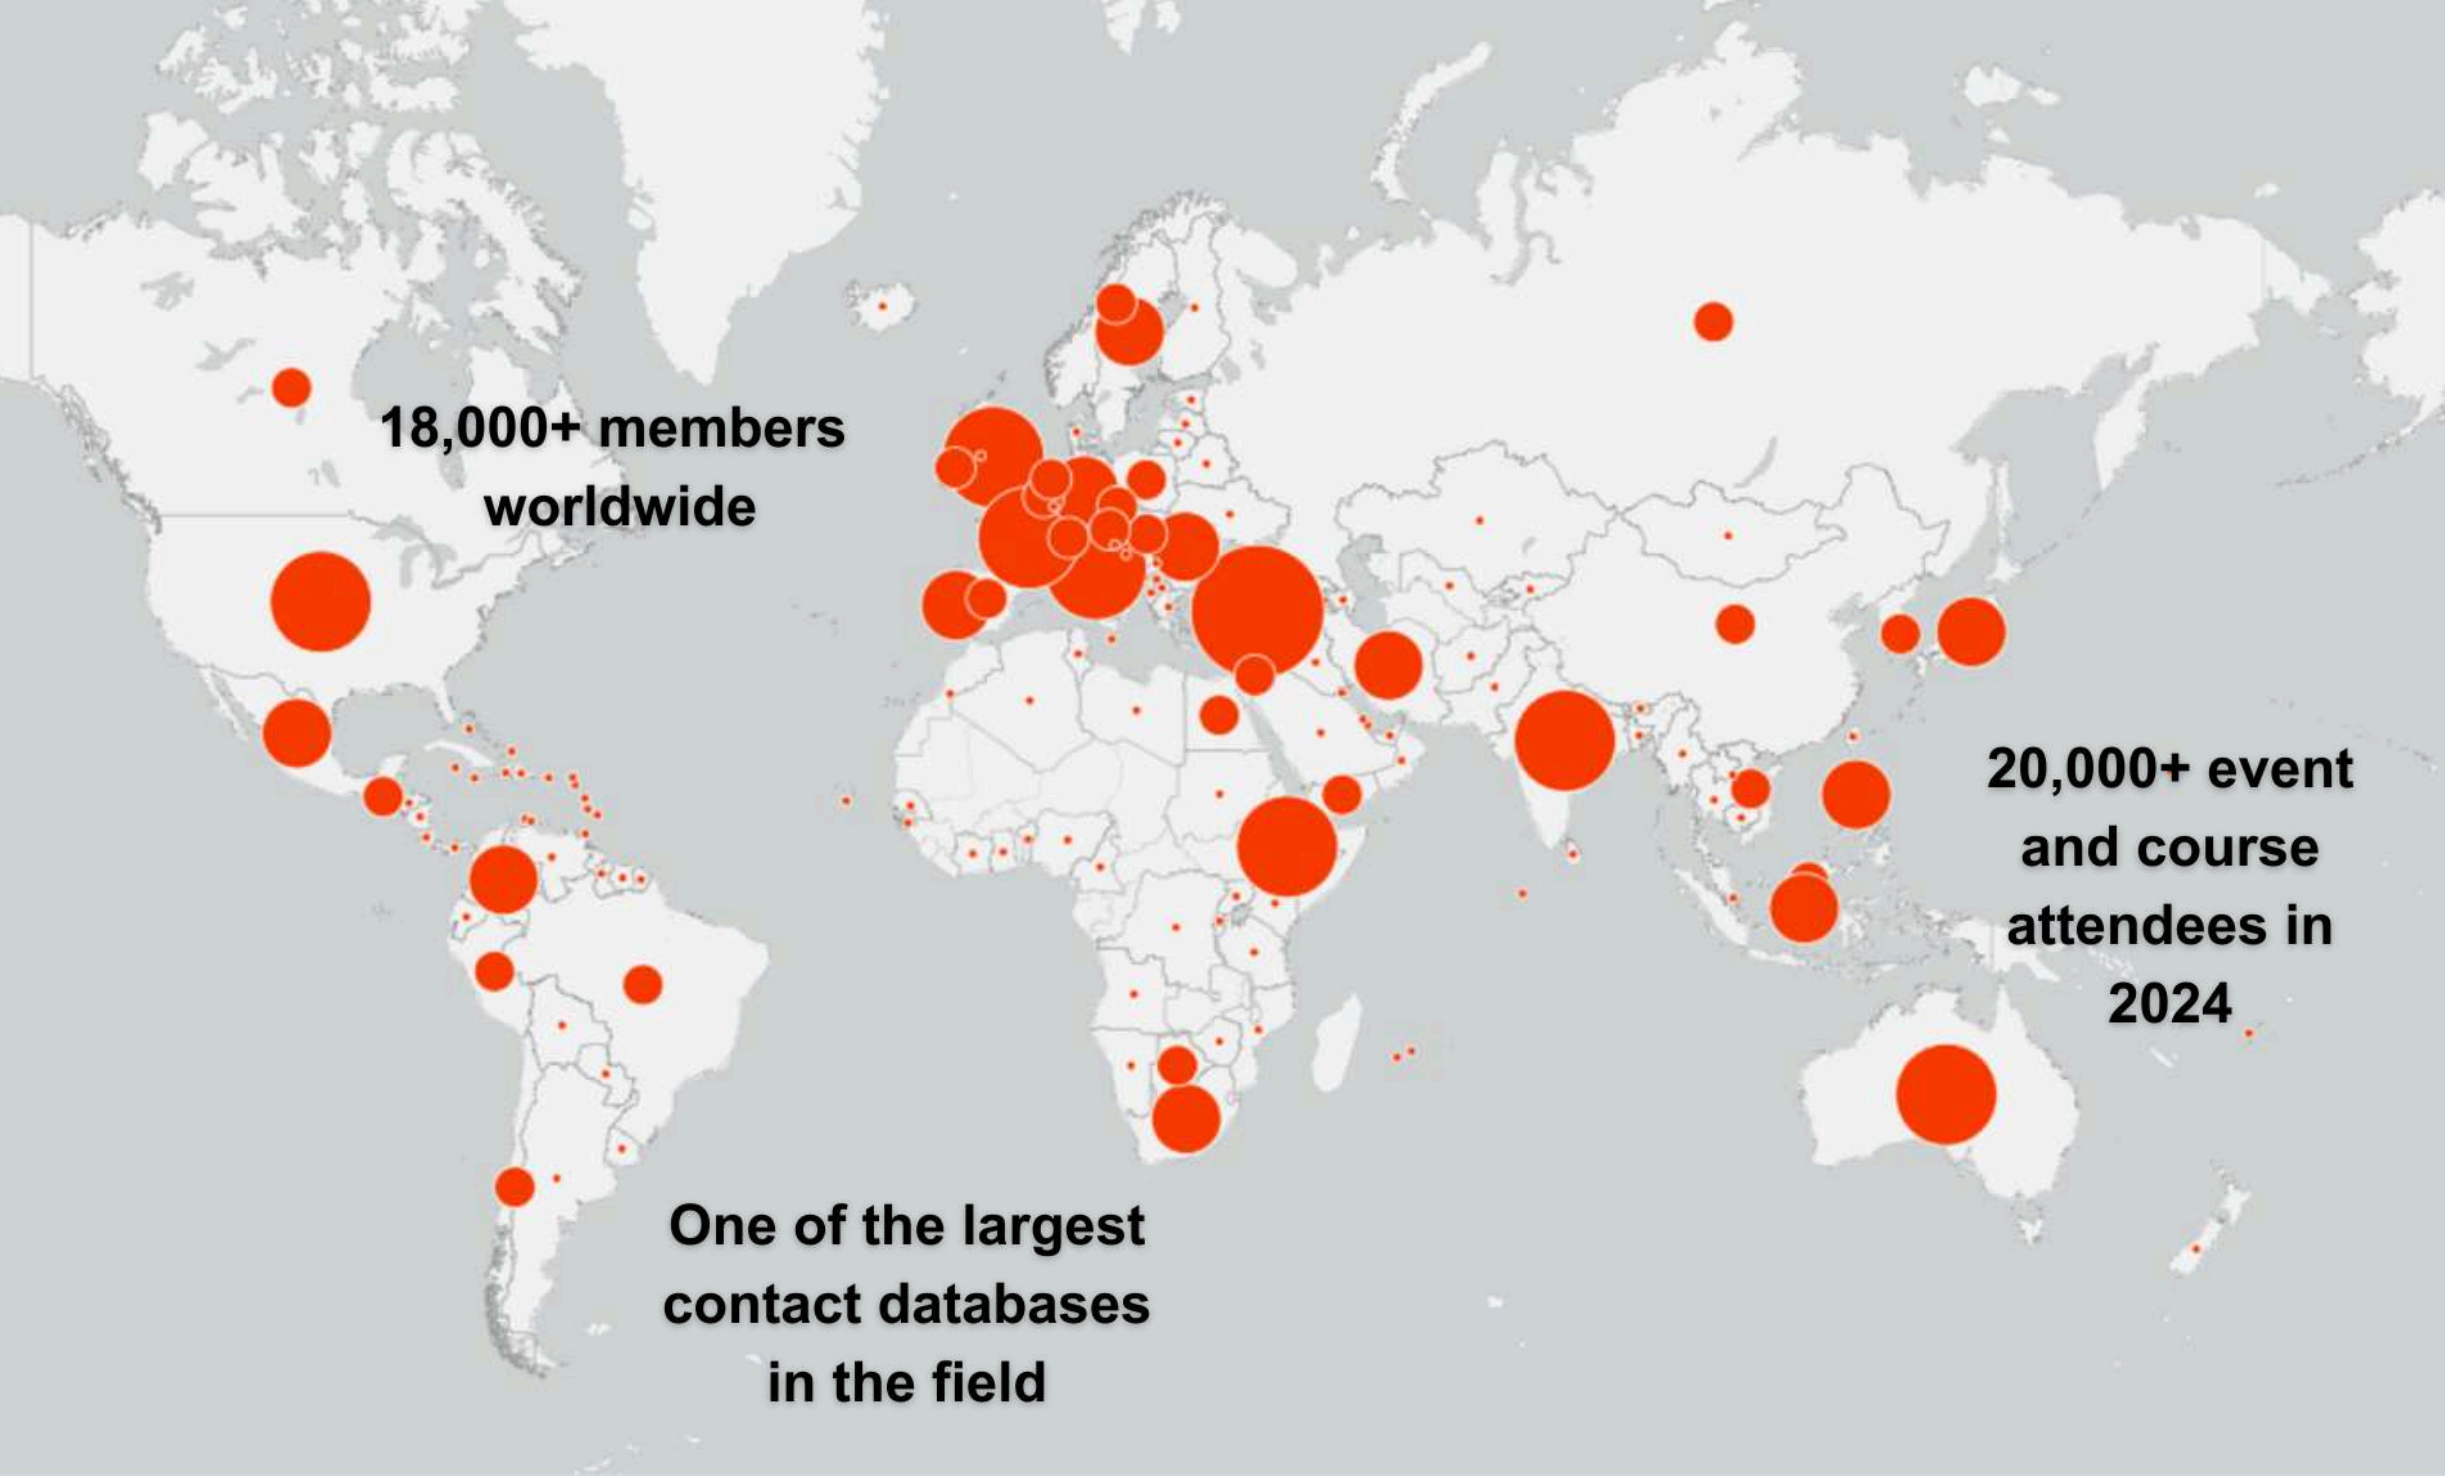 18,000+ members
worldwide
20,000+ event
and course
attendees in
2024
One of the largest
contact databases
in the field